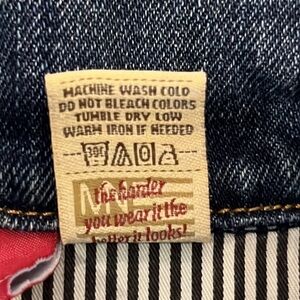 MACHINE WASH COLD
DO NOT BLEACH COLORS
TUMBLE DRY LOW
WARM IRON IF NEEDED
the harder
you wear it the
better it looks!